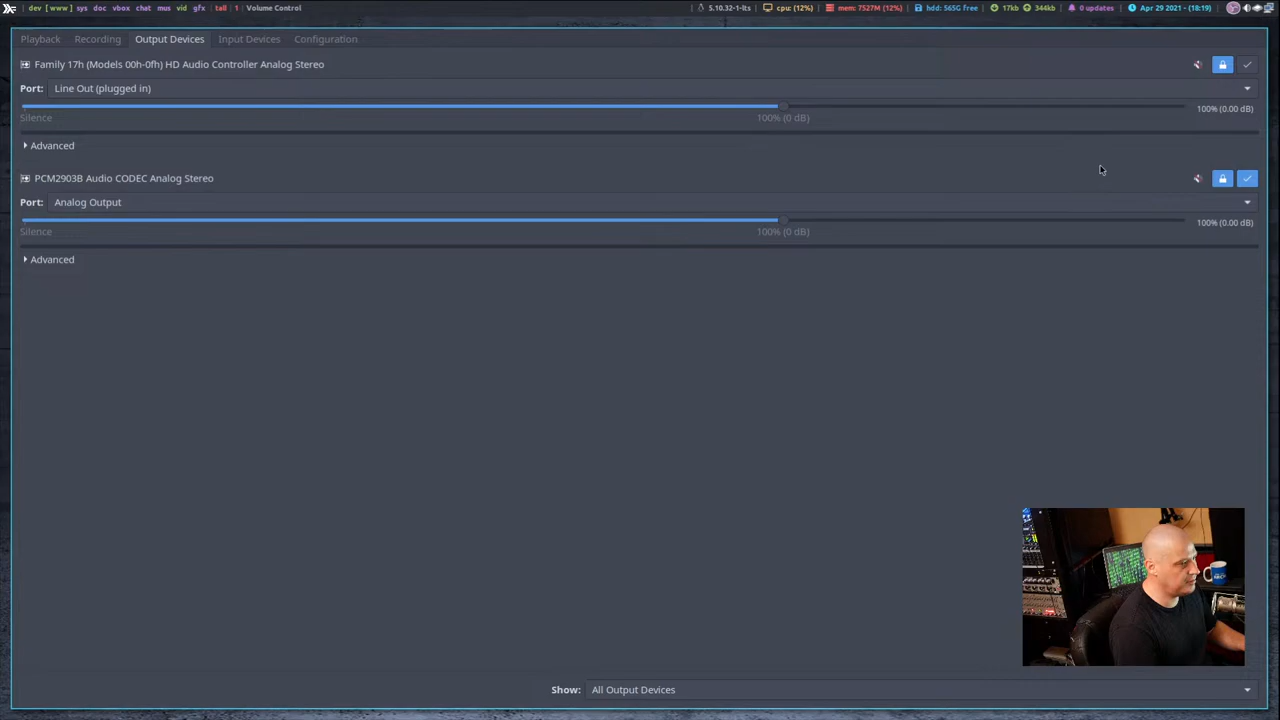 dev [ www ] sys doc vbox chat mus vid gfx | tall | 1 | Volume Control
| 5.10.32-1-lts | cpu: (12%) | mem: 7527M (12%) | hdd: 565G free | 17kb 344kb | 0 updates | Apr 29 2021 - (18:19) |
Playback Recording Output Devices Input Devices Configuration
Family 17h (Models 00h-0fh) HD Audio Controller Analog Stereo
Port: Line Out (plugged in)
100% (0.00 dB)
Silence 100% (0 dB)
Advanced
PCM2903B Audio CODEC Analog Stereo
Port: Analog Output
100% (0.00 dB)
Silence 100% (0 dB)
Advanced
Show: All Output Devices